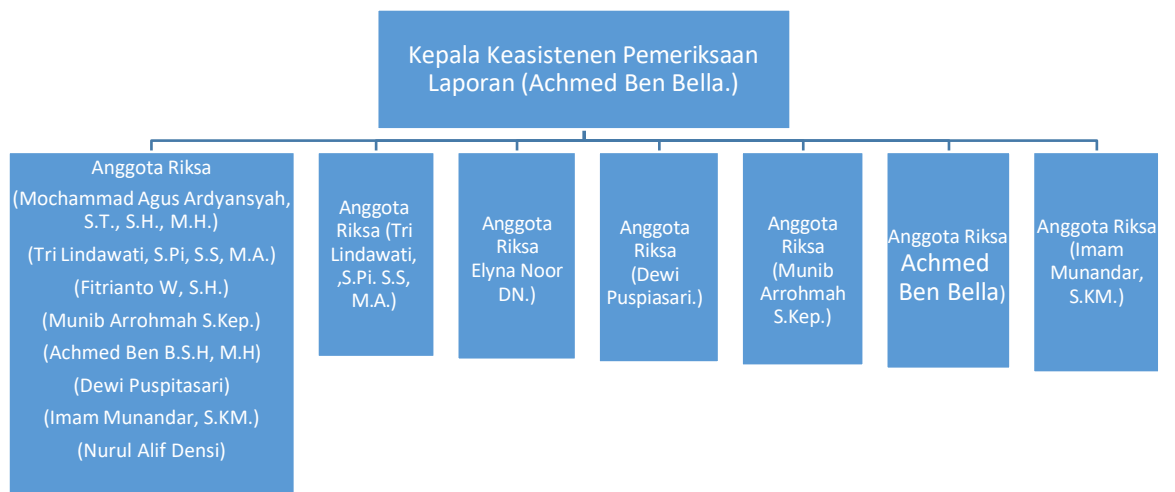 Kepala Keasistenen Pemeriksaan
Laporan (Achmed Ben Bella.)
Anggota Riksa
(Mochammad Agus Ardyansyah,
S.T., S.H., M.H.)
(Tri Lindawati, S.Pi, S.S, M.A.)
(Fitrianto W, S.H.)
(Munib Arrohmah S.Kep.)
(Achmed Ben B.S.H, M.H)
(Dewi Puspitasari)
(Imam Munandar, S.KM.)
(Nurul Alif Densi)
Anggota
Riksa (Tri
Lindawati,
,S.Pi. S.S,
M.A.)
Anggota
Riksa
Elyna Noor
DN.)
Anggota
Riksa
(Dewi
Puspiasari.)
Anggota
Riksa
(Munib
Arrohmah
S.Kep.)
Anggota Riksa
Achmed
Ben Bella)
Anggota Riksa
(Imam
Munandar,
S.KM.)